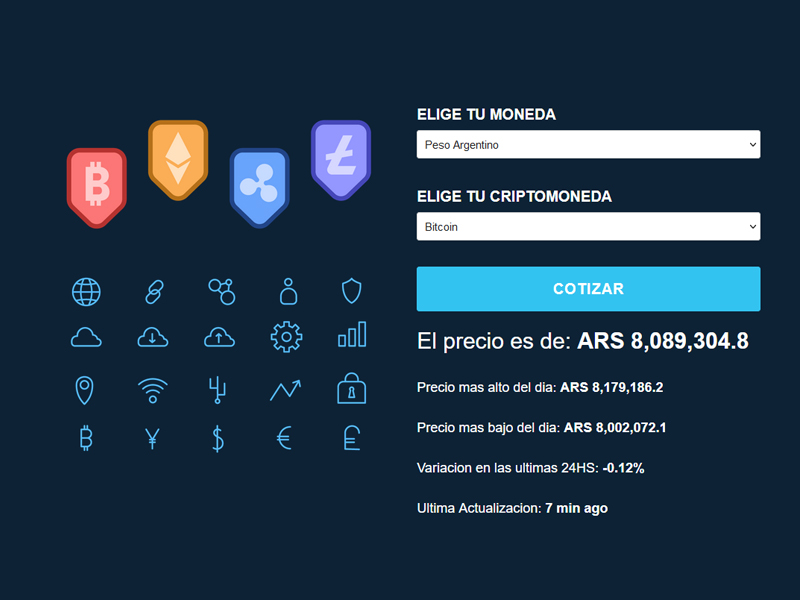 ELIGE TU MONEDA
Peso Argentino
ELIGE TU CRIPTOMONEDA
Bitcoin
COTIZAR
El precio es de: ARS 8,089,304.8
Precio mas alto del dia: ARS 8,179,186.2
Precio mas bajo del dia: ARS 8,002,072.1
Variacion en las ultimas 24HS: -0.12%
Ultima Actualizacion: 7 min ago